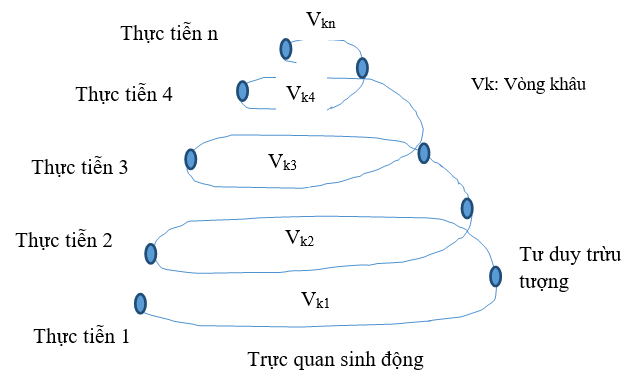 Vkn
Thực tiễn n
Vk: Vòng khâu
Thực tiễn 4
Vk4
Thực tiễn 3
Vk3
Thực tiễn 2
Vk2
Tư duy trừu
tượng
Vk1
Thực tiễn 1
Trực quan sinh động